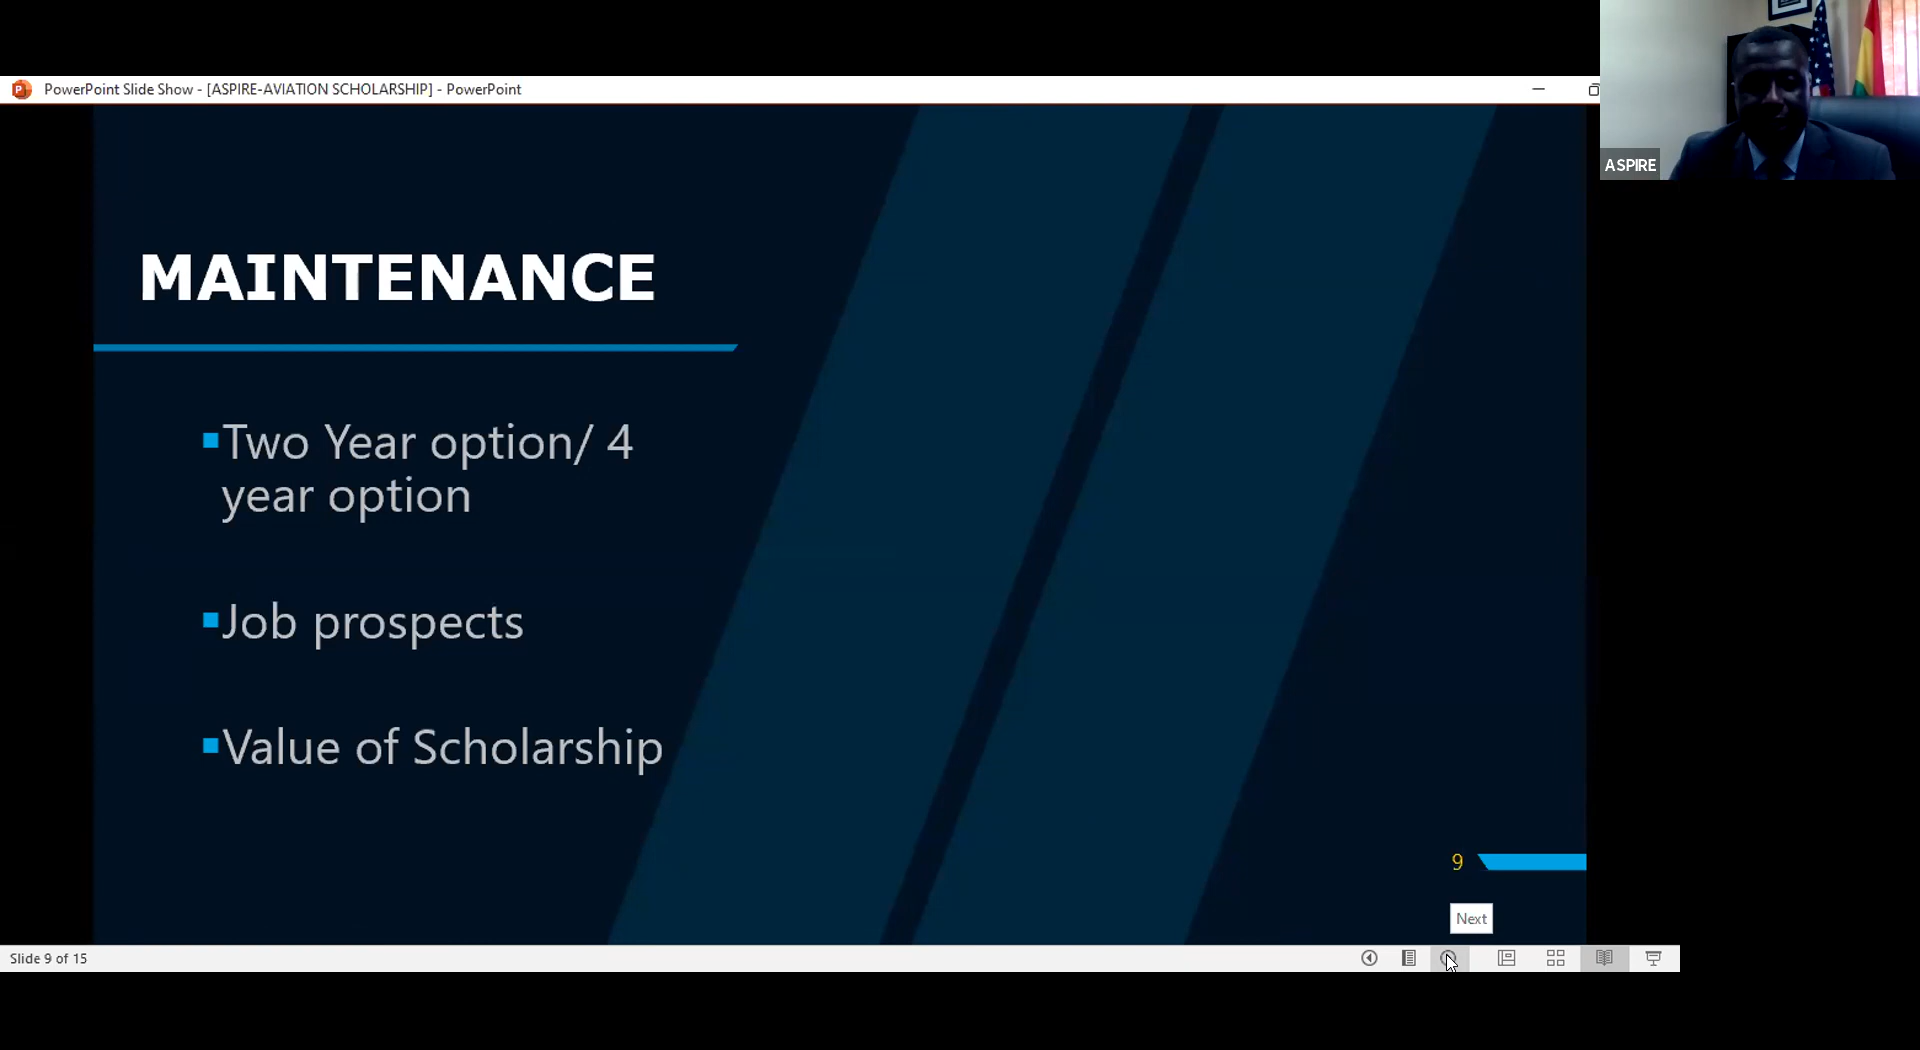 PowerPoint Slide Show - [ASPIRE-AVIATION SCHOLARSHIP] - PowerPoint
ASPIRE
MAINTENANCE
Two Year option/ 4
year option
Job prospects
Value of Scholarship
9
Next
Slide 9 of 15